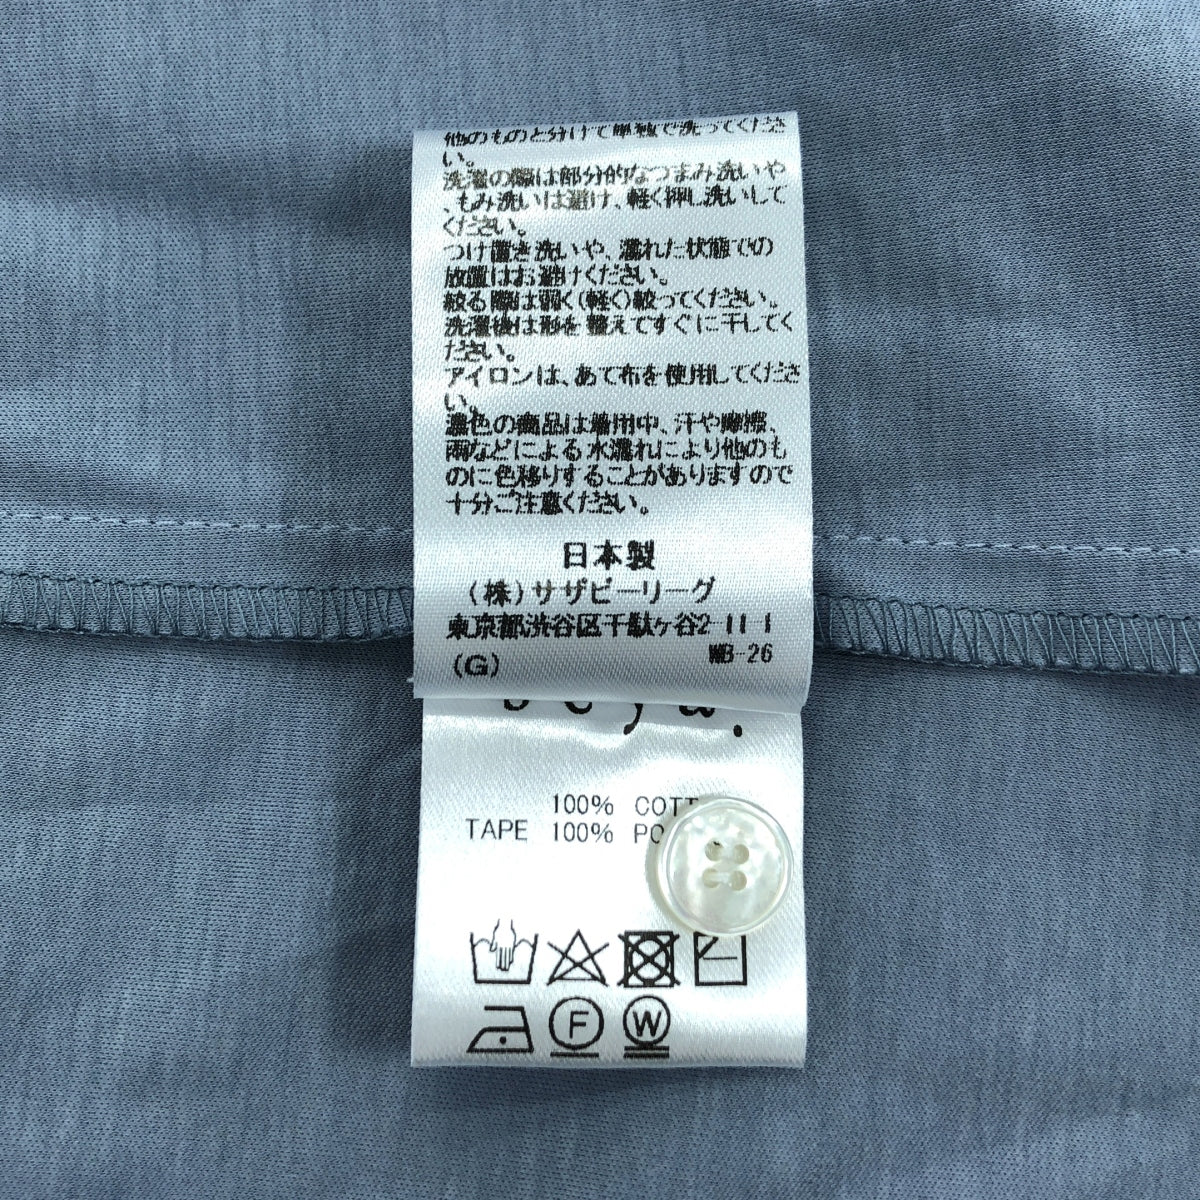 他のものと分けて単独で洗ってくださ
い。
洗濯の際は部分的なつまみ洗いや
、もみ洗いは避け、軽く押し洗いして
ください。
つけ置き洗いや、濡れた状態での
放置はお避けください。
絞る際は弱く(軽く)絞ってください。
洗濯後は形を整えてすぐに干してく
ださい。
アイロンは、あて布を使用してくださ
い。
濃色の商品は着用中、汗や摩擦、
雨などによる水濡れにより他のも
のに色移りすることがありますので
十分ご注意ください。
日本製
(株)サザビーリーグ
東京都渋谷区千駄ヶ谷2-11-1
(G) WB-26
100% COTT
TAPE 100% PO
F W